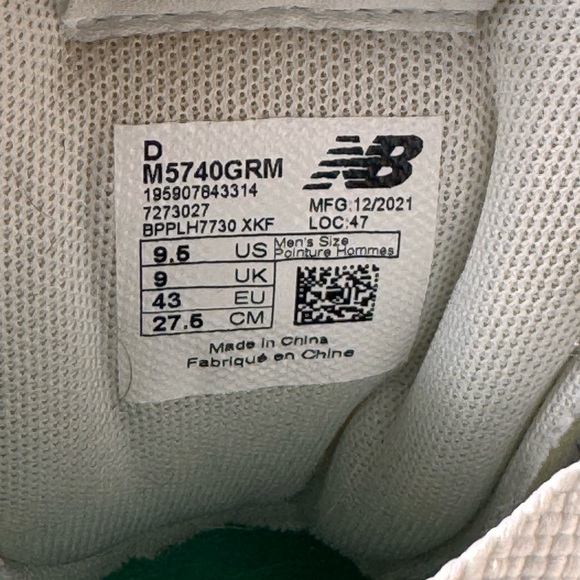 D
M5740GRM
195907843314
7273027
BPPLH7730 XKF
NB
MFG:12/2021
LOC:47
9.5 US Men's Size
Pointure Hommes
9 UK
43 EU
27.5 CM
Made in China
Fabriqué en Chine